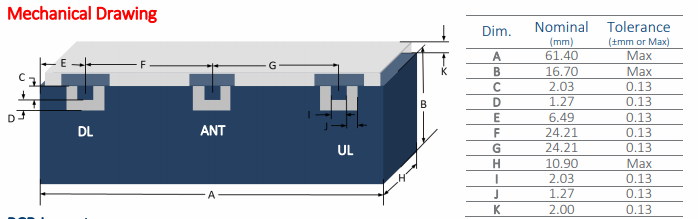 Mechanical Drawing
E
F
G
K
C
D
I
J
B
DL
ANT
UL
H
A
Dim. Nominal Tolerance
(mm) (±mm or Max)
A 61.40 Max
B 16.70 Max
C 2.03 0.13
D 1.27 0.13
E 6.49 0.13
F 24.21 0.13
G 24.21 0.13
H 10.90 Max
I 2.03 0.13
J 1.27 0.13
K 2.00 0.13